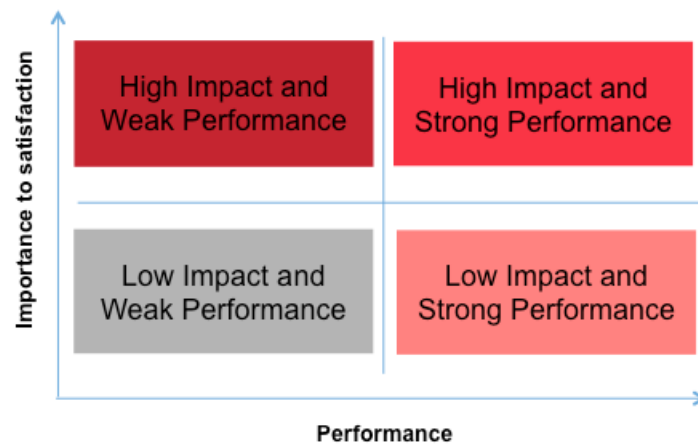 Importance to satisfaction
High Impact and
Weak Performance
High Impact and
Strong Performance
Low Impact and
Weak Performance
Low Impact and
Strong Performance
Performance